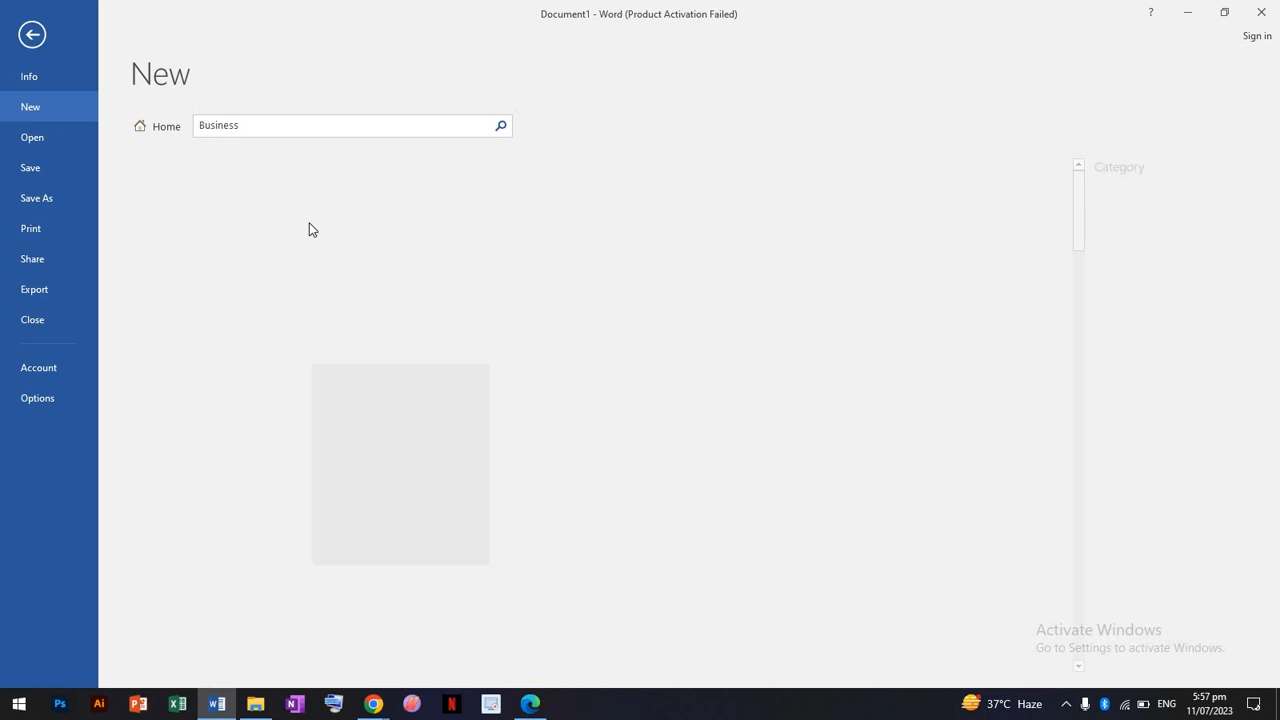 Document1 - Word (Product Activation Failed)
?
Sign in
Info
New
Open
Save
Save As
Print
Share
Export
Close
Account
Options
New
Home
Business
Category
Activate Windows
Go to Settings to activate Windows.
Ps
Ai
P
X
W
N
N
37°C Haze
ENG
5:57 pm
11/07/2023